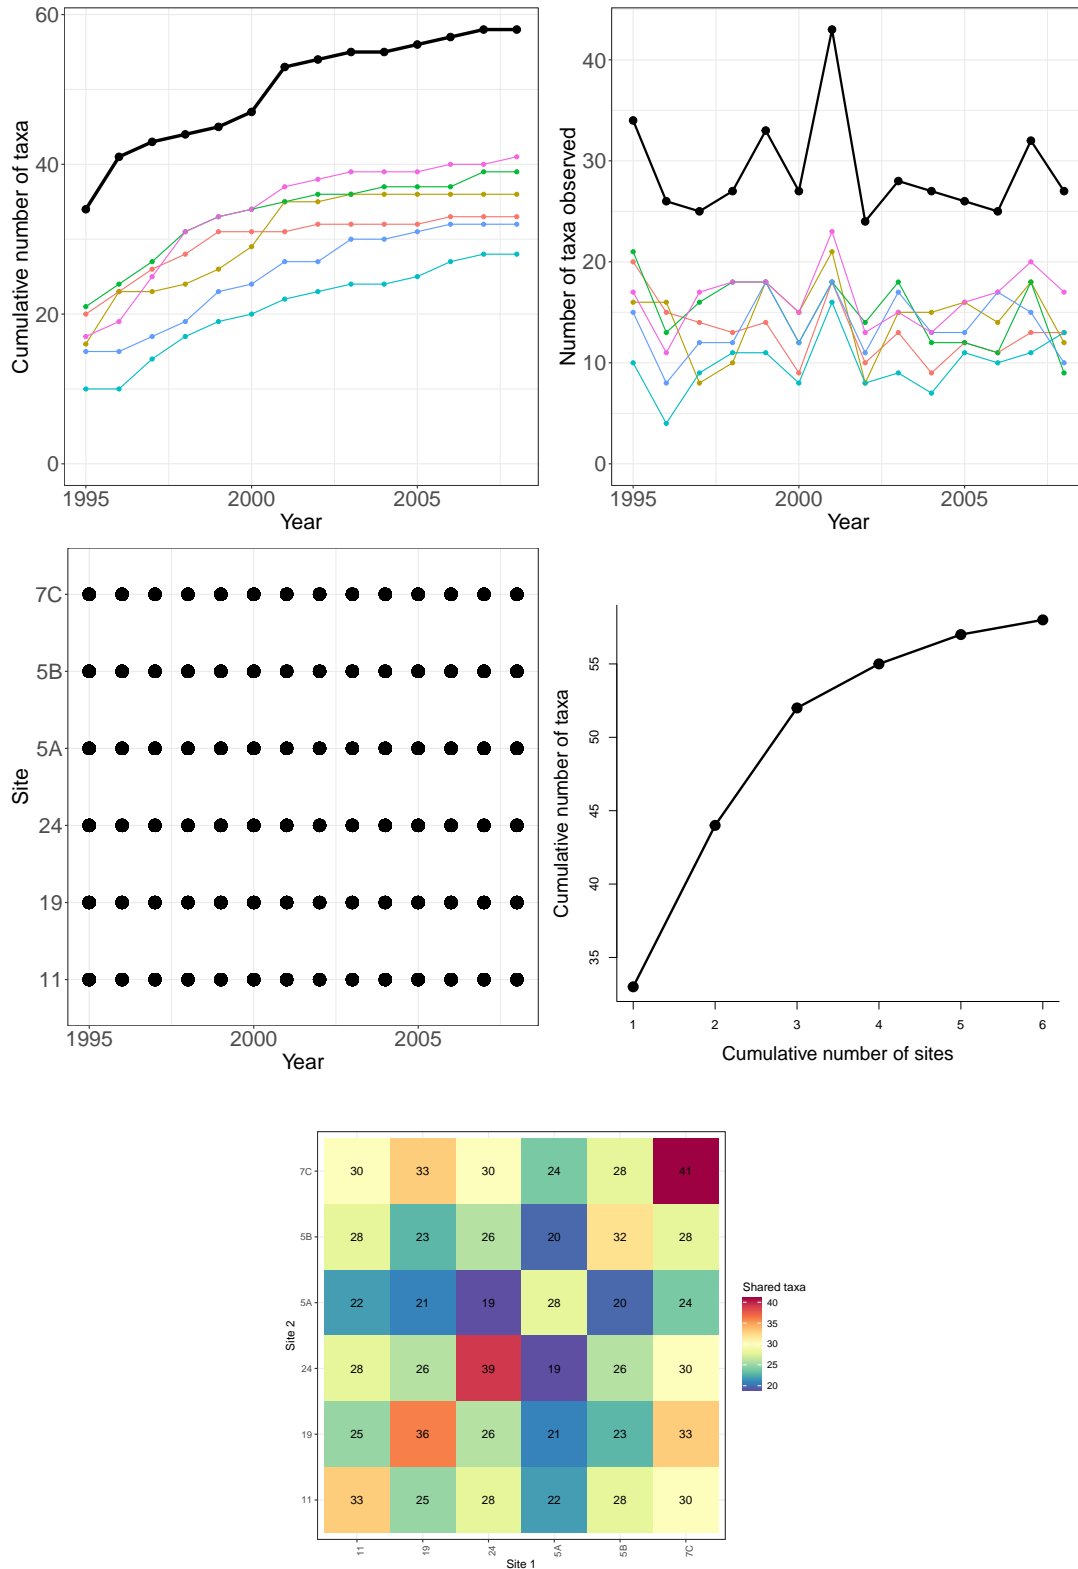 60
40
20
0
1995 2000 2005
Year
Cumulative number of taxa
40
30
20
10
0
1995 2000 2005
Year
Number of taxa observed
7C
5B
5A
24
19
11
1995 2000 2005
Year
Site
55
50
45
40
35
1 2 3 4 5 6
Cumulative number of sites
Cumulative number of taxa
7C 30 33 30 24 28 41
5B 28 23 26 20 32 28
5A 22 21 19 28 20 24
24 28 26 39 19 26 30
19 25 36 26 21 23 33
11 33 25 28 22 28 30
11 19 24 5A 5B 7C
Site 1
Site 2
Shared taxa
40
35
30
25
20